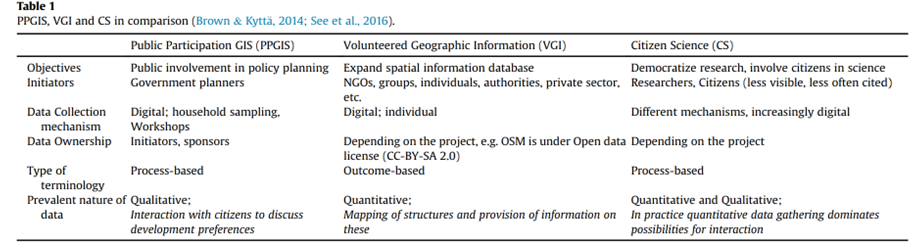 Table 1
PPGIS, VGI and CS in comparison (Brown & Kyttä, 2014; See et al., 2016).
Public Participation GIS (PPGIS) Volunteered Geographic Information (VGI) Citizen Science (CS)
Objectives Public involvement in policy planning Expand spatial information database Democratize research, involve citizens in science
Initiators Government planners NGOs, groups, individuals, authorities, private sector, Researchers, Citizens (less visible, less often cited)
etc.
Data Collection Digital; household sampling, Digital; individual Different mechanisms, increasingly digital
mechanism Workshops
Data Ownership Initiators, sponsors Depending on the project, e.g. OSM is under Open data Depending on the project
license (CC-BY-SA 2.0)
Type of Process-based Outcome-based Process-based
terminology
Prevalent nature of Qualitative; Quantitative; Quantitative and Qualitative;
data Interaction with citizens to discuss Mapping of structures and provision of information on In practice quantitative data gathering dominates
development preferences these possibilities for interaction